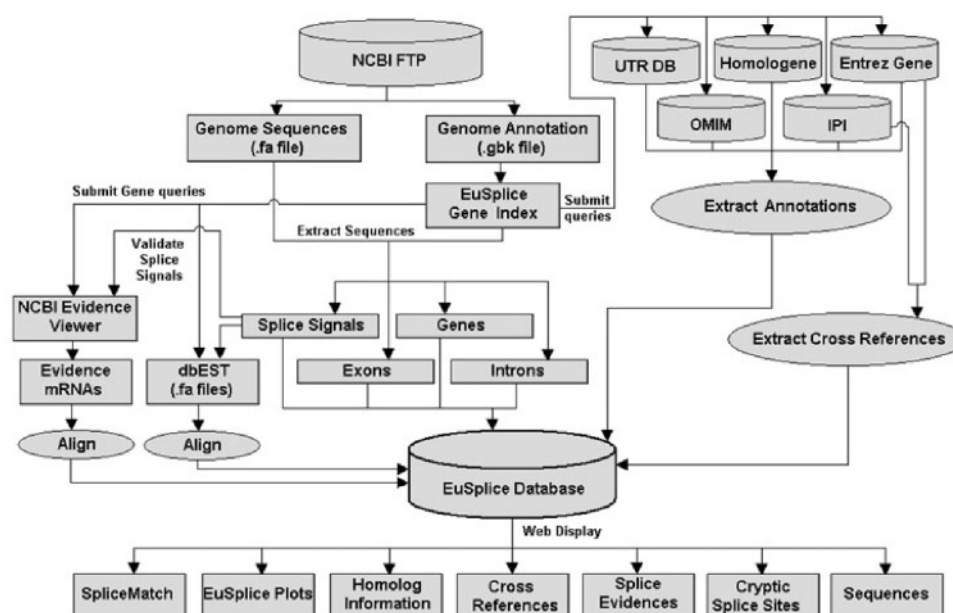 NCBI FTP
UTR DB
Homologene
Entrez Gene
OMIM
IPI
Genome Sequences
(.fa file)
Genome Annotation
(.gbk file)
Submit Gene queries
EuSplice
Gene Index
Submit
queries
Extract Annotations
Extract Sequences
Validate
Splice
Signals
NCBI Evidence
Viewer
Splice Signals
Genes
Extract Cross References
Evidence
mRNAs
dbEST
(.fa files)
Exons
Introns
Align
Align
EuSplice Database
Web Display
SpliceMatch
EuSplice Plots
Homolog
Information
Cross
References
Splice
Evidences
Cryptic
Splice Sites
Sequences